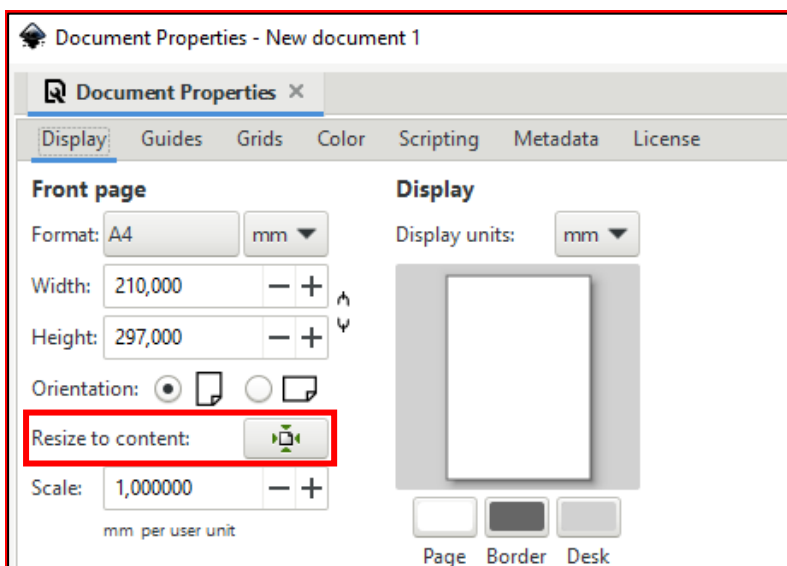 Document Properties - New document 1
Document Properties
Display Guides Grids Color Scripting Metadata License
Front page
Format: A4 mm
Width: 210,000
Height: 297,000
Orientation:
Resize to content:
Scale: 1,000000
mm per user unit
Display
Display units: mm
Page Border Desk